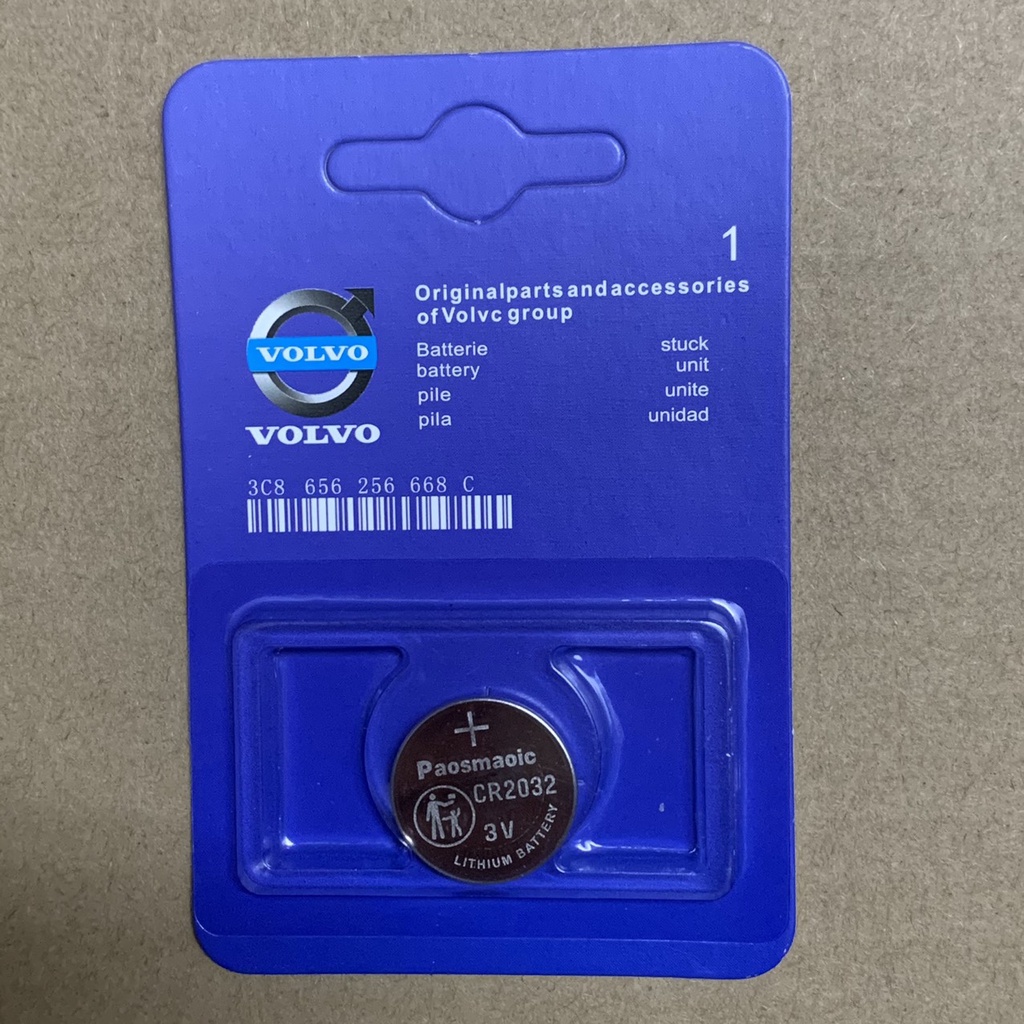 1
Originalparts and accessories
of Volvc group
VOLVO
VOLVO
Batterie stuck
battery unit
pile unite
pila unidad
3C8 656 256 668 C
+
Paosmaoic
CR2032
3V
LITHIUM BATTERY